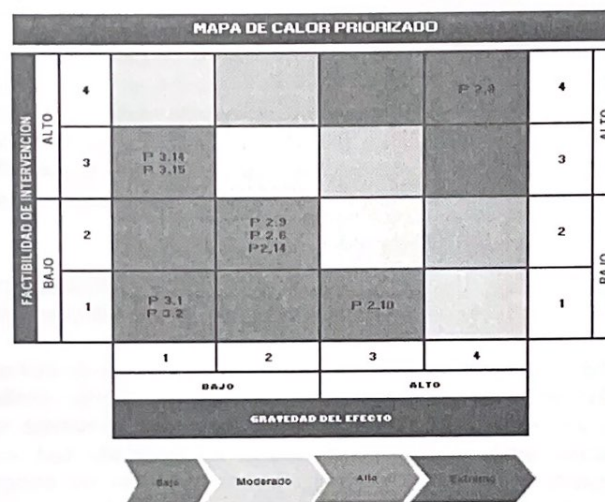 MAPA DE CALOR PRIORIZADO
FACTIBILIDAD DE INTERVENCION
ALTO
BAJO
4
P 2.8
4
ALTO
3
P 3.14
P 3.15
3
2
P 2.9
P 2.6
P2.14
2
BAJO
1
P 3.1
P 3.2
P 2.10
1
1 2 3 4
BAJO ALTO
GRAVEDAD DEL EFECTO
Bajo Moderado Alto Extremo